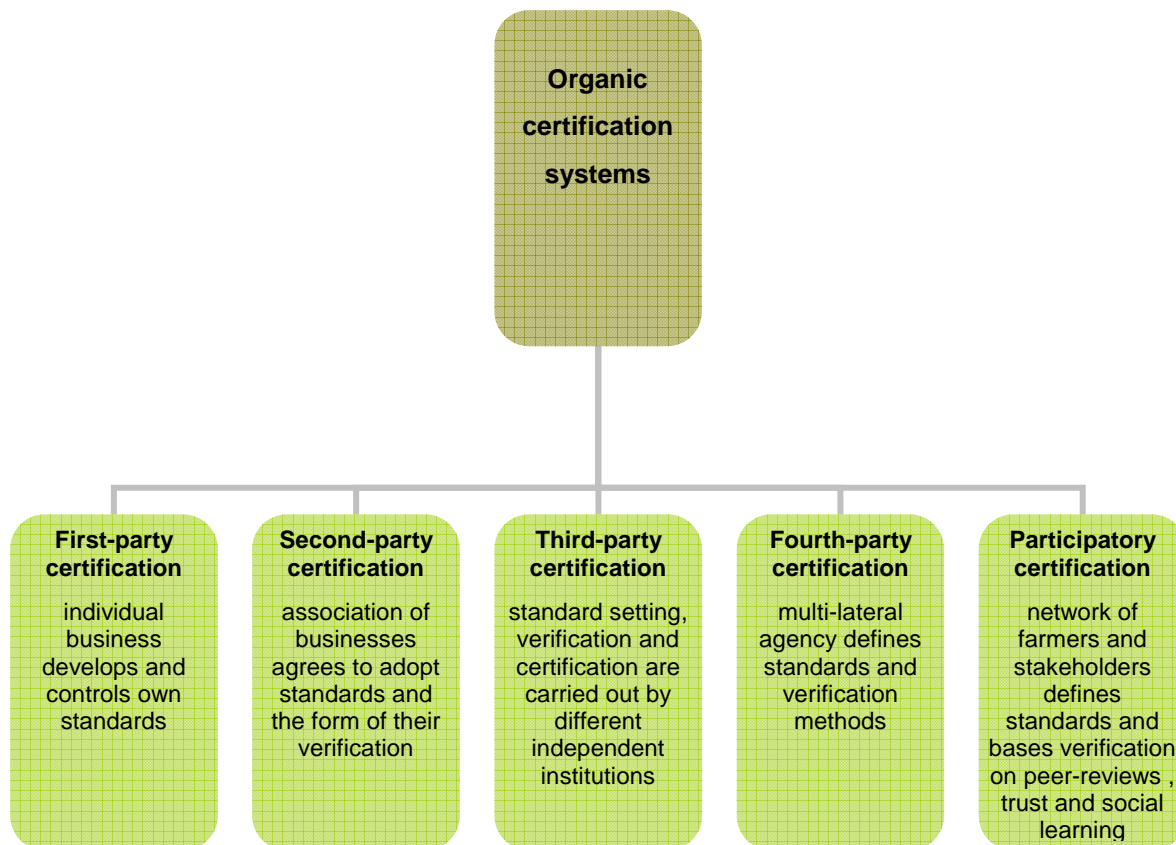 Organic
certification
systems
First-party
certification
individual
business
develops and
controls own
standards
Second-party
certification
association of
businesses
agrees to adopt
standards and
the form of their
verification
Third-party
certification
standard setting,
verification and
certification are
carried out by
different
independent
institutions
Fourth-party
certification
multi-lateral
agency defines
standards and
verification
methods
Participatory
certification
network of
farmers and
stakeholders
defines
standards and
bases verification
on peer-reviews ,
trust and social
learning